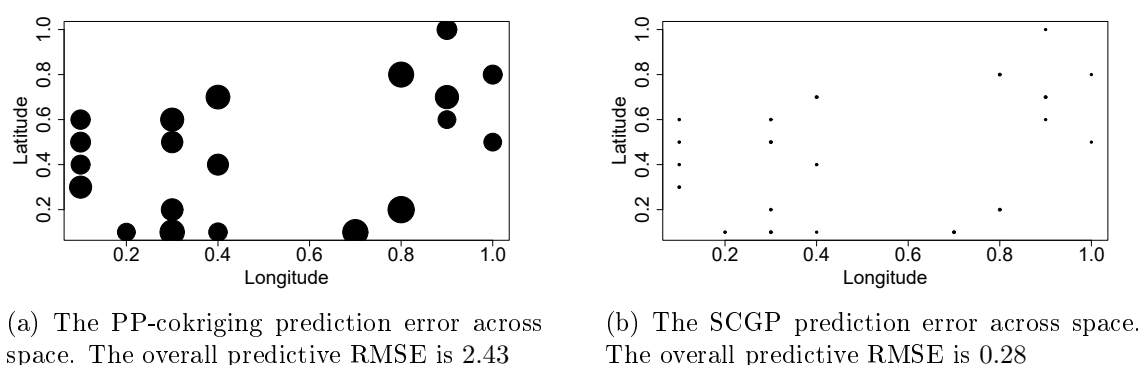 1.0
0.8
0.6
0.4
0.2
Latitude
0.2 0.4 0.6 0.8 1.0
Longitude
(a) The PP-cokriging prediction error across
space. The overall predictive RMSE is 2.43
1.0
0.8
0.6
0.4
0.2
Latitude
0.2 0.4 0.6 0.8 1.0
Longitude
(b) The SCGP prediction error across space.
The overall predictive RMSE is 0.28